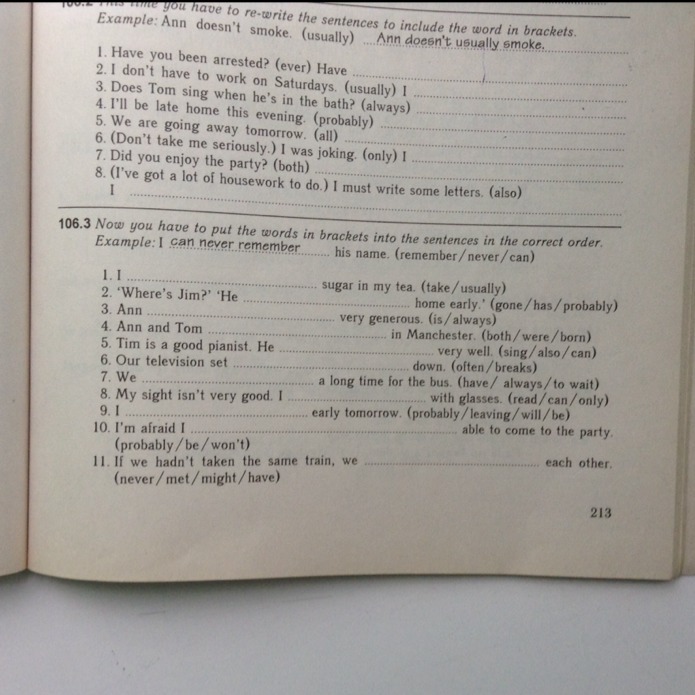 106.2 This time you have to re-write the sentences to include the word in brackets.
Example: Ann doesn't smoke. (usually) ...Ann doesn't usually smoke.
1. Have you been arrested? (ever) Have ...
2. I don't have to work on Saturdays. (usually) I ...
3. Does Tom sing when he's in the bath? (always) ...
4. I'll be late home this evening. (probably) ...
5. We are going away tomorrow. (all) ...
6. (Don't take me seriously.) I was joking. (only) I ...
7. Did you enjoy the party? (both) ...
8. (I've got a lot of housework to do.) I must write some letters. (also)
I ...
106.3 Now you have to put the words in brackets into the sentences in the correct order.
Example: I can never remember ... his name. (remember/never/can)
1. I ... sugar in my tea. (take/usually)
2. 'Where's Jim?' 'He ... home early.' (gone/has/probably)
3. Ann ... very generous. (is/always)
4. Ann and Tom ... in Manchester. (both/were/born)
5. Tim is a good pianist. He ... very well. (sing/also/can)
6. Our television set ... down. (often/breaks)
7. We ... a long time for the bus. (have/ always/to wait)
8. My sight isn't very good. I ... with glasses. (read/can/only)
9. I ... early tomorrow. (probably/leaving/will/be)
10. I'm afraid I ... able to come to the party.
(probably/be/won't)
11. If we hadn't taken the same train, we ... each other.
(never/met/might/have)
213